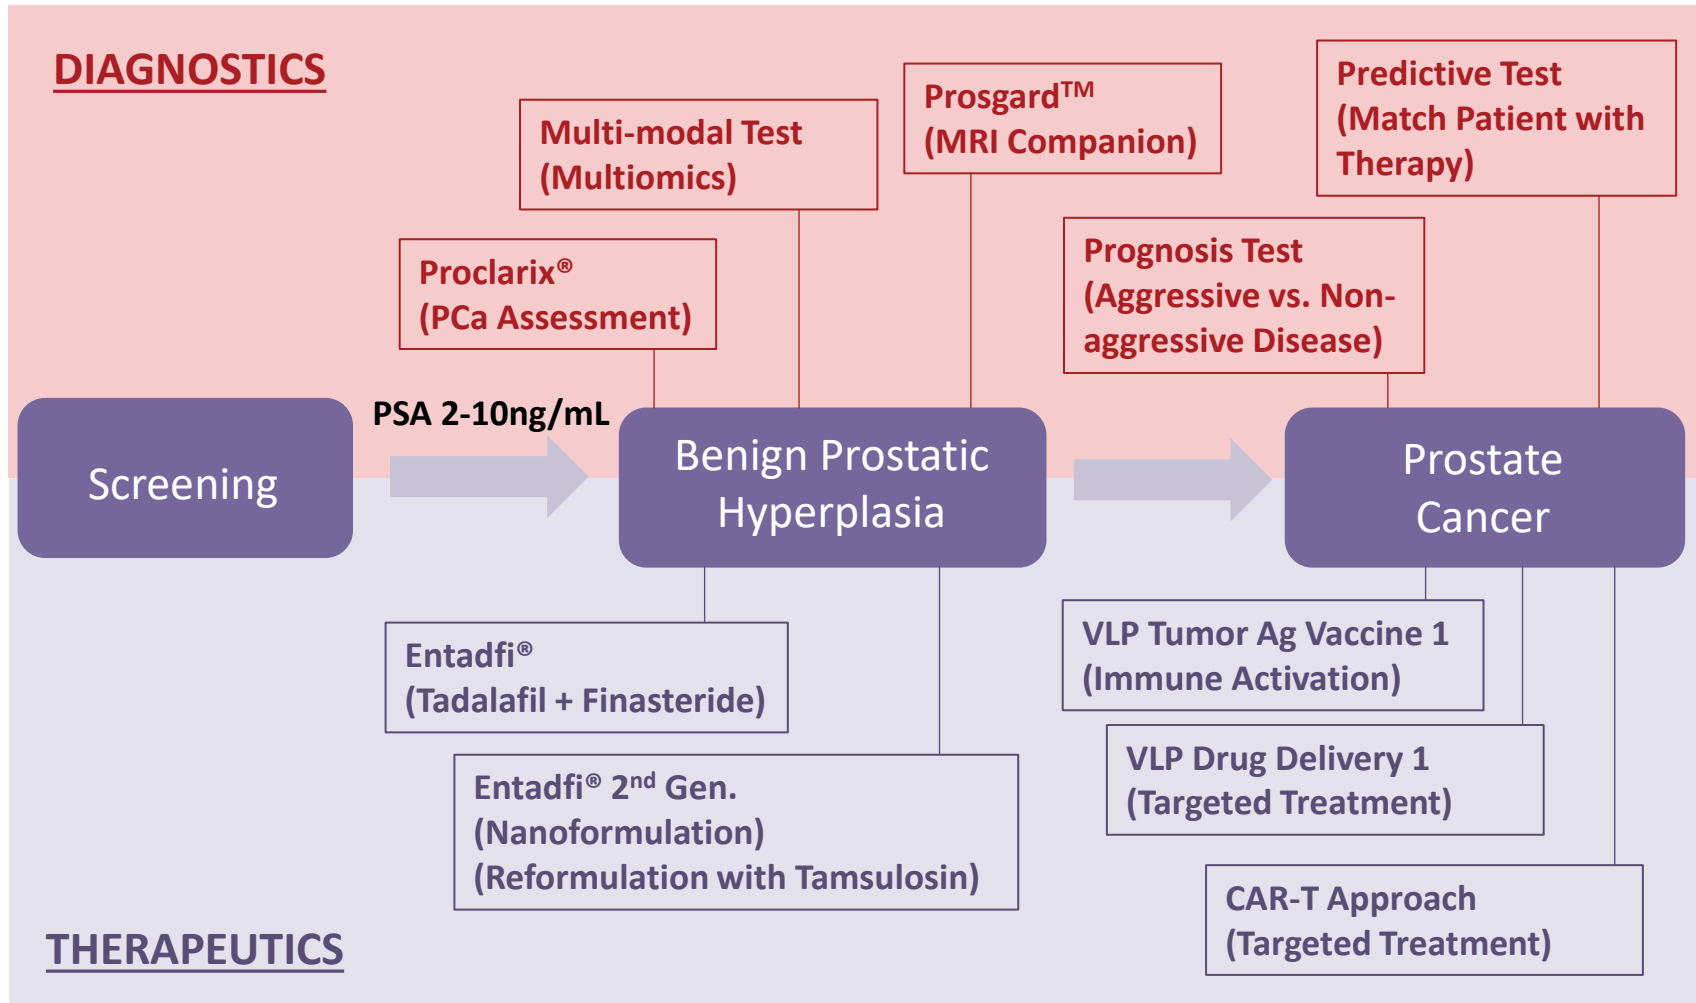 DIAGNOSTICS
Multi-modal Test
(Multiomics)
Prosgard™
(MRI Companion)
Predictive Test
(Match Patient with
Therapy)
Proclarix®
(PCa Assessment)
Prognosis Test
(Aggressive vs. Non-
aggressive Disease)
Screening
PSA 2-10ng/mL
Benign Prostatic
Hyperplasia
Prostate
Cancer
Entadfi®
(Tadalafil + Finasteride)
Entadfi® 2nd Gen.
(Nanoformulation)
(Reformulation with Tamsulosin)
VLP Tumor Ag Vaccine 1
(Immune Activation)
VLP Drug Delivery 1
(Targeted Treatment)
CAR-T Approach
(Targeted Treatment)
THERAPEUTICS